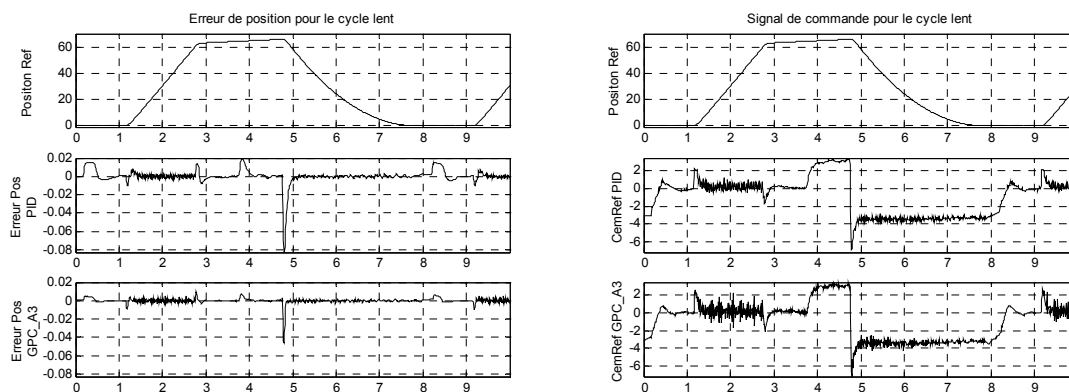 Erreur de position pour le cycle lent
Positon Ref
60
40
20
0
0 1 2 3 4 5 6 7 8 9
Erreur Pos
PID
0.02
0
-0.02
-0.04
-0.06
-0.08
0 1 2 3 4 5 6 7 8 9
Erreur Pos
GPC_A3
0.02
0
-0.02
-0.04
-0.06
-0.08
0 1 2 3 4 5 6 7 8 9
Signal de commande pour le cycle lent
Positon Ref
60
40
20
0
0 1 2 3 4 5 6 7 8 9
CemRef PID
2
0
-2
-4
-6
0 1 2 3 4 5 6 7 8 9
CemRef GPC_A3
2
0
-2
-4
-6
0 1 2 3 4 5 6 7 8 9